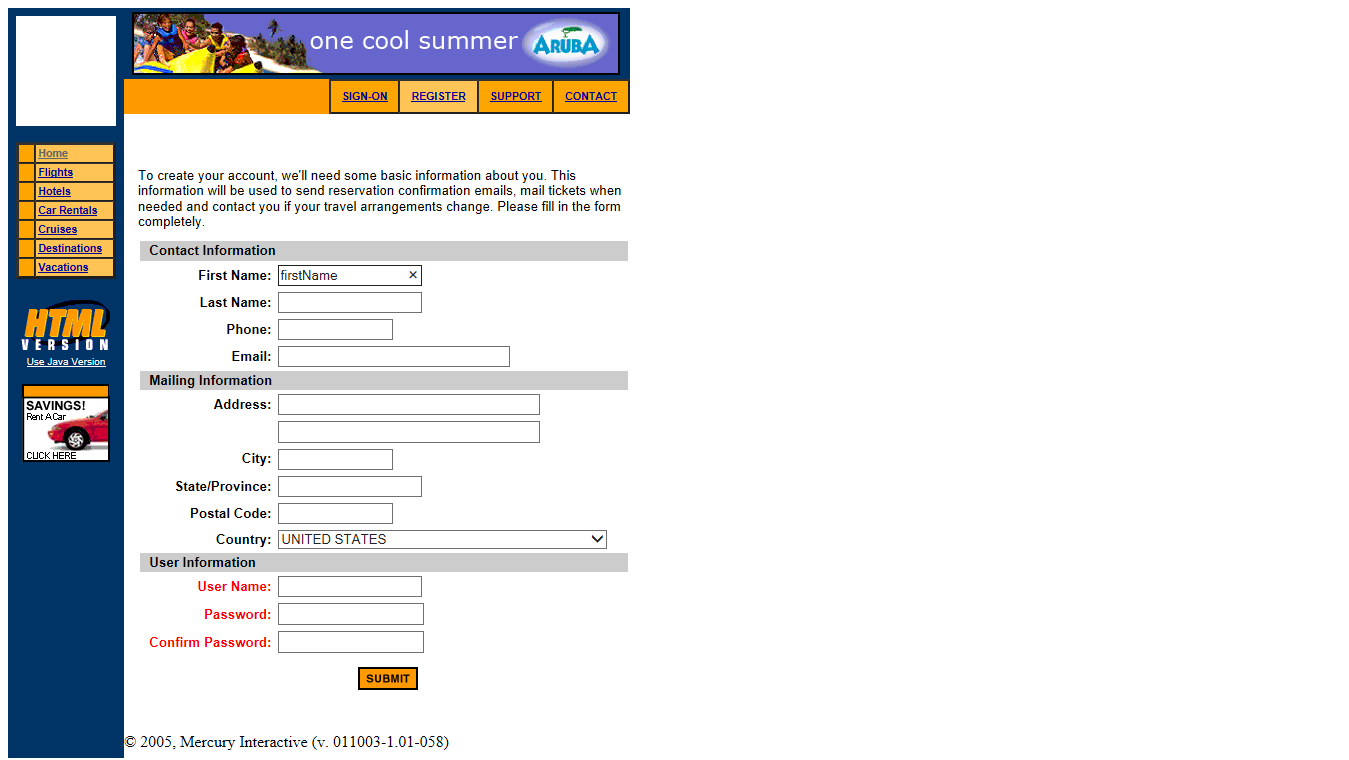 one cool summer ARUBA
SIGN-ON REGISTER SUPPORT CONTACT
Home
Flights
Hotels
Car Rentals
Cruises
Destinations
Vacations
HTML
VERSION
Use Java Version
SAVINGS!
Rent A Car
CLICK HERE
To create your account, we'll need some basic information about you. This
information will be used to send reservation confirmation emails, mail tickets when
needed and contact you if your travel arrangements change. Please fill in the form
completely.
Contact Information
First Name: firstName ×
Last Name:
Phone:
Email:
Mailing Information
Address:
City:
State/Province:
Postal Code:
Country: UNITED STATES
User Information
User Name:
Password:
Confirm Password:
SUBMIT
© 2005, Mercury Interactive (v. 011003-1.01-058)